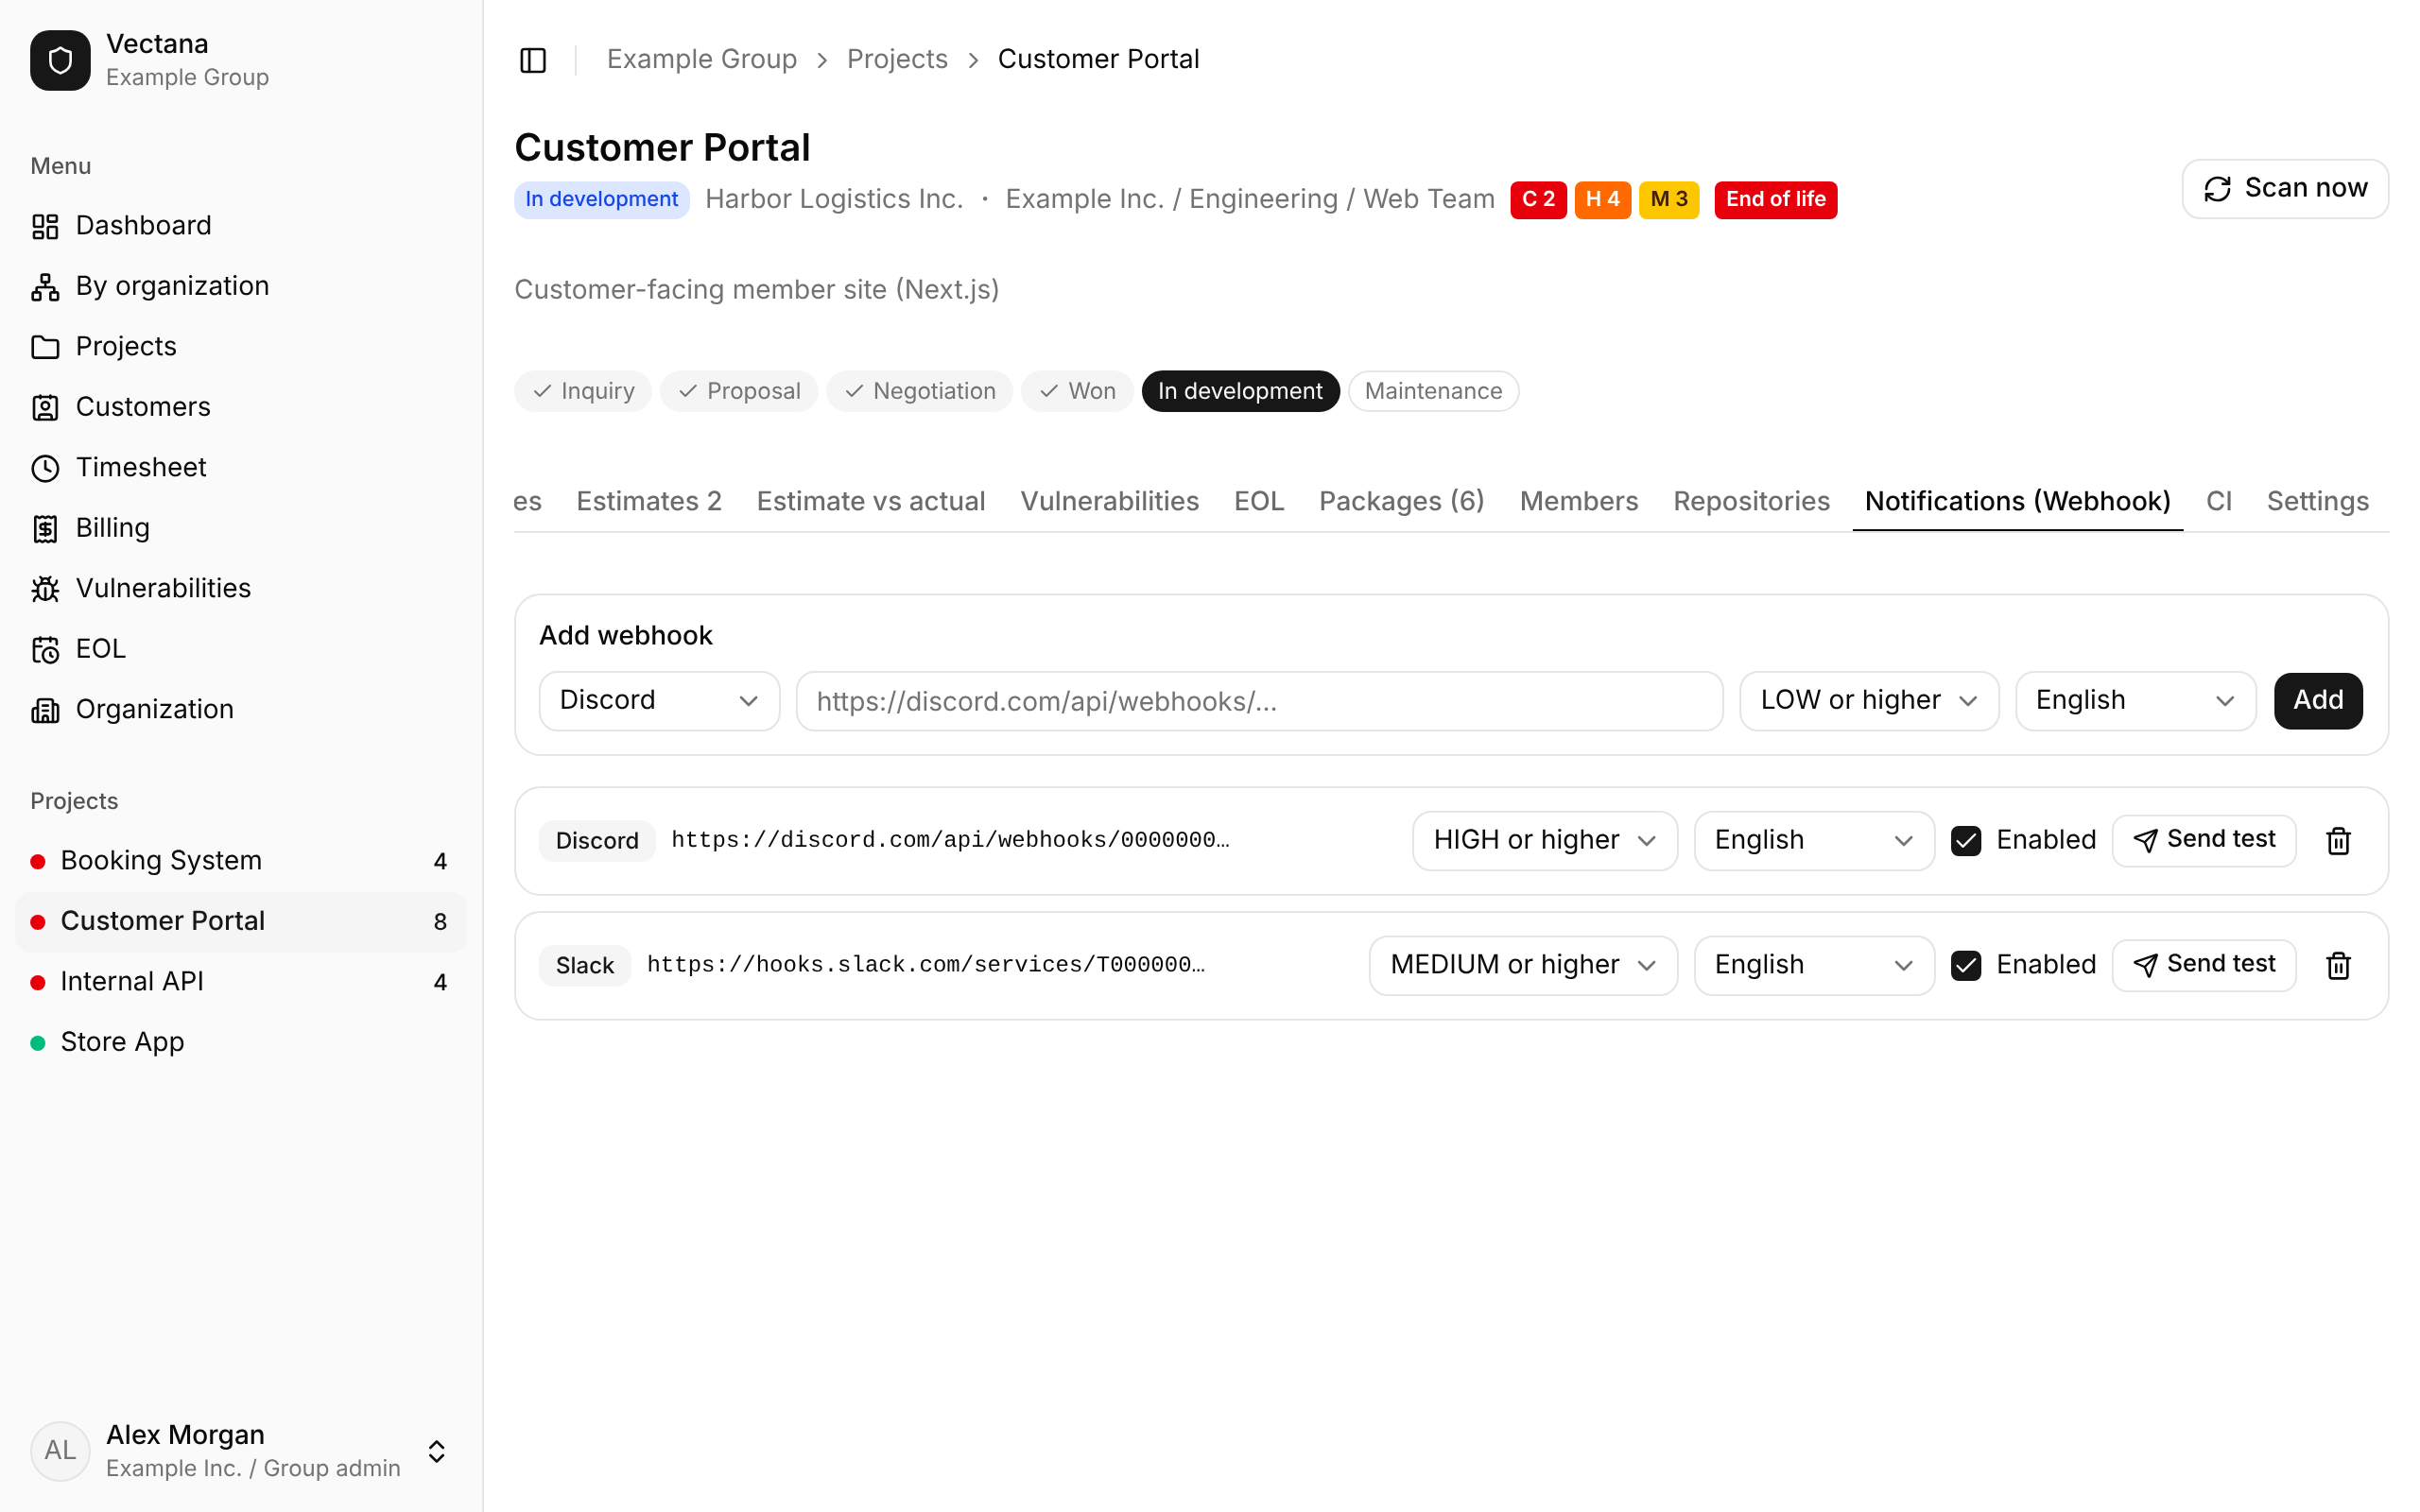 Vectana
Example Group
Menu
Dashboard
By organization
Projects
Customers
Timesheet
Billing
Vulnerabilities
EOL
Organization
Projects
Booking System 4
Customer Portal 8
Internal API 4
Store App
AL
Alex Morgan
Example Inc. / Group admin
Example Group > Projects > Customer Portal
Customer Portal
In development Harbor Logistics Inc. · Example Inc. / Engineering / Web Team C 2 H 4 M 3 End of life
Scan now
Customer-facing member site (Next.js)
Inquiry Proposal Negotiation Won In development Maintenance
es Estimates 2 Estimate vs actual Vulnerabilities EOL Packages (6) Members Repositories Notifications (Webhook) CI Settings
Add webhook
Discord https://discord.com/api/webhooks/... LOW or higher English Add
Discord https://discord.com/api/webhooks/0000000… HIGH or higher English Enabled Send test
Slack https://hooks.slack.com/services/T000000… MEDIUM or higher English Enabled Send test